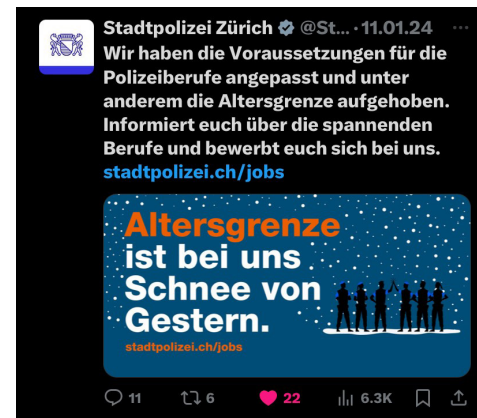 Stadtpolizei Zürich @St... · 11.01.24 ...
Wir haben die Voraussetzungen für die
Polizeiberufe angepasst und unter
anderem die Altersgrenze aufgehoben.
Informiert euch über die spannenden
Berufe und bewerbt euch sich bei uns.
stadtpolizei.ch/jobs
Altersgrenze
ist bei uns
Schnee von
Gestern.
stadtpolizei.ch/jobs
11 6 22 6.3K